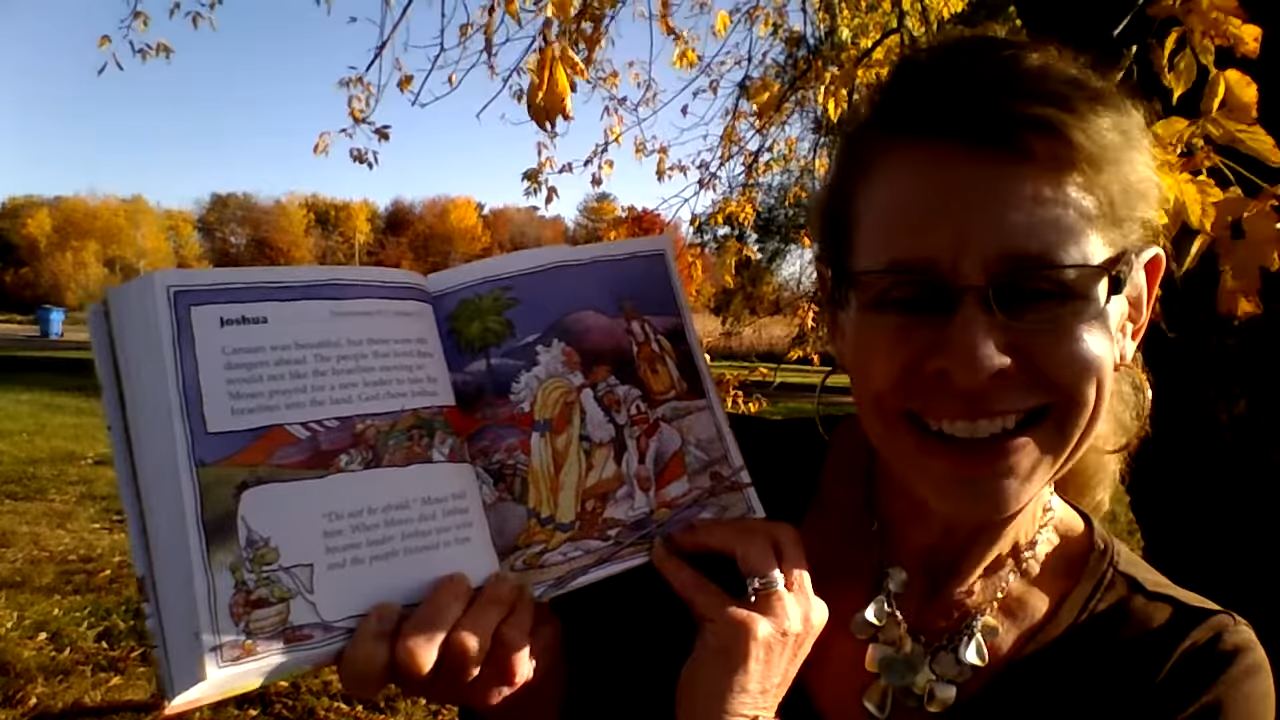 Joshua
Canaan was beautiful, but there were still
dangers ahead. The people that lived there
would not like the Israelites moving in.
Moses prayed for a new leader to take the
Israelites into the land. God chose Joshua.
"Do not be afraid," Moses told
him. When Moses died, Joshua
became leader. Joshua was wise
and the people listened to him.